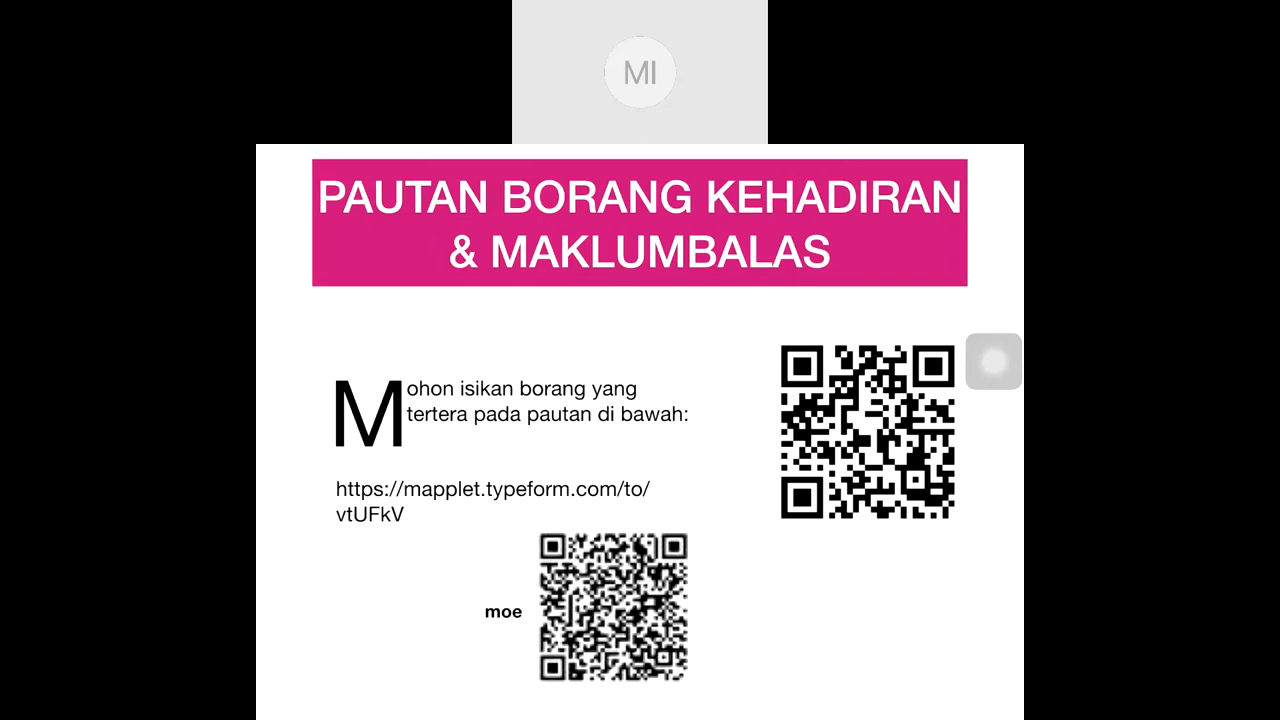 MI
PAUTAN BORANG KEHADIRAN
& MAKLUMBALAS
Mohon isikan borang yang
tertera pada pautan di bawah:
https://mapplet.typeform.com/to/
vtUFkV
moe